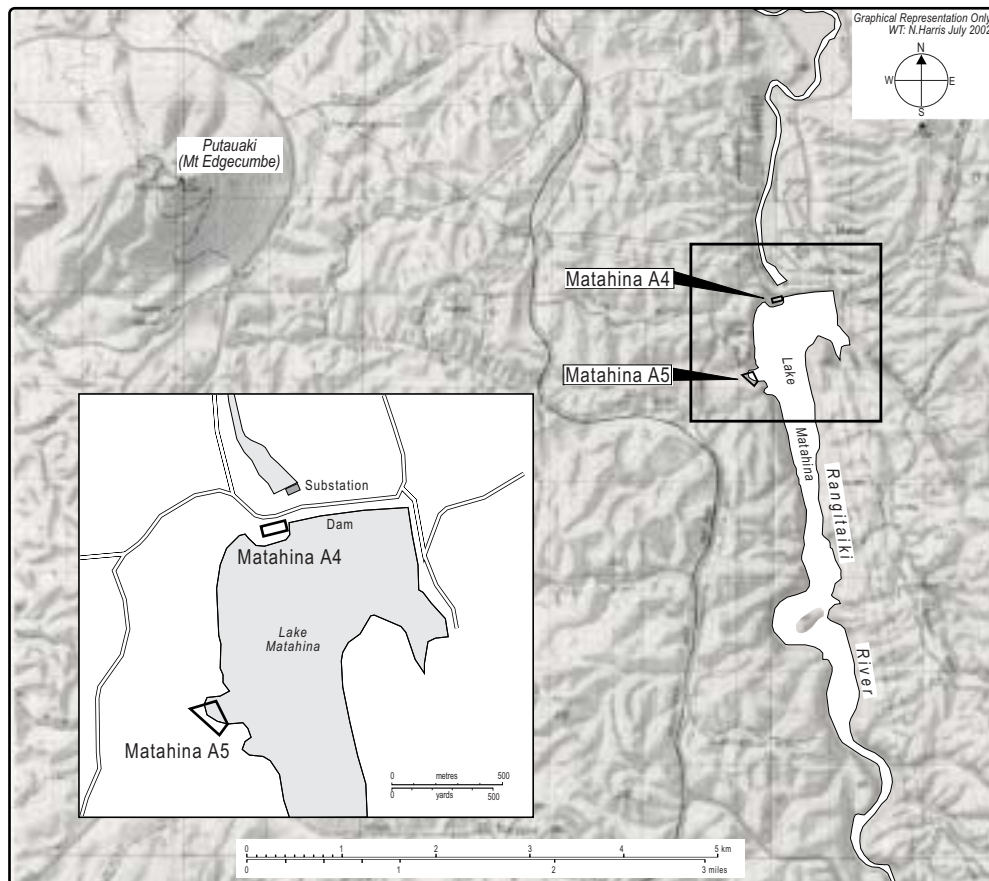 Graphical Representation Only
WT: N.Harris July 2002
N
W
E
S
Putauaki
(Mt Edgecumbe)
Matahina A4
Matahina A5
Lake
Matahina
Rangitaiki
River
Substation
Dam
Matahina A4
Lake
Matahina
Matahina A5
0 metres 500
0 yards 500
0 1 2 3 4 5 km
0 1 2 3 miles